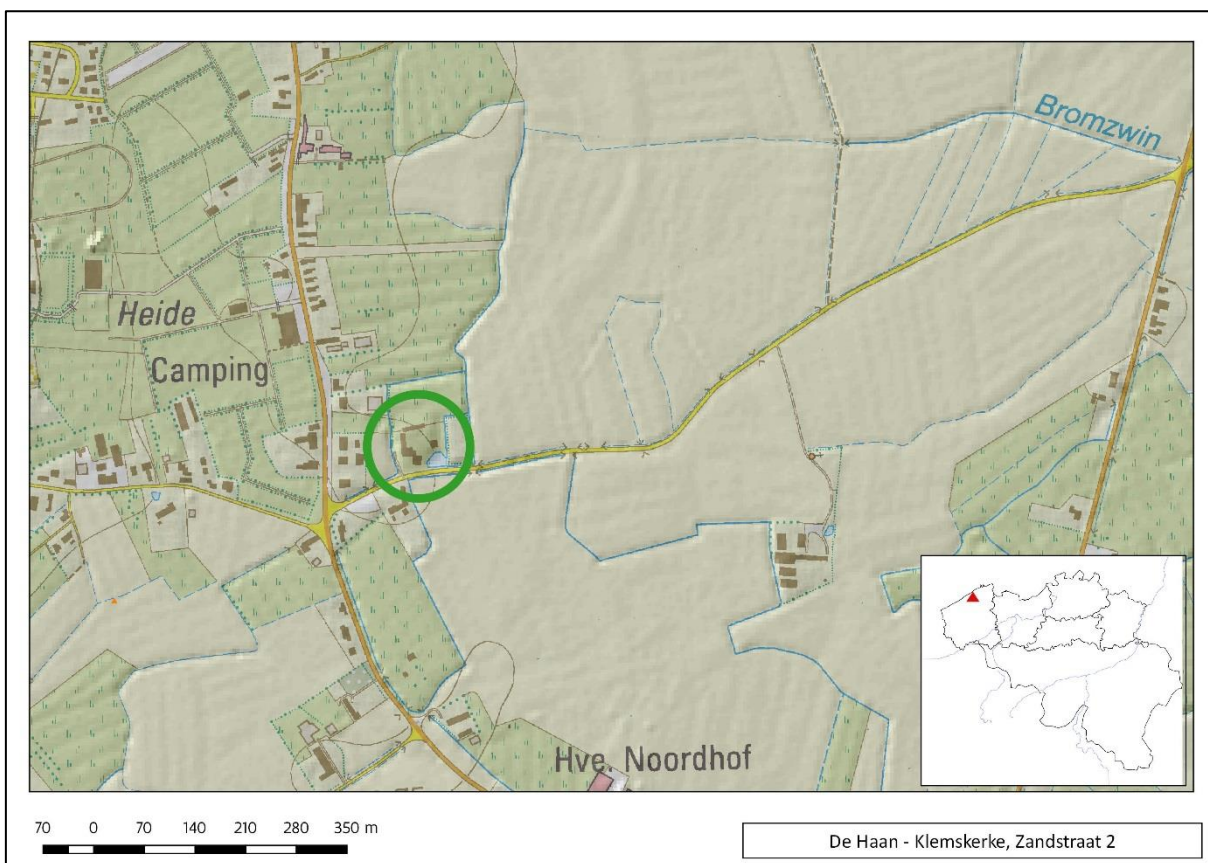 Bromzwin
Heide
Camping
Hve. Noordhof
70 0 70 140 210 280 350 m
De Haan - Klemskerke, Zandstraat 2